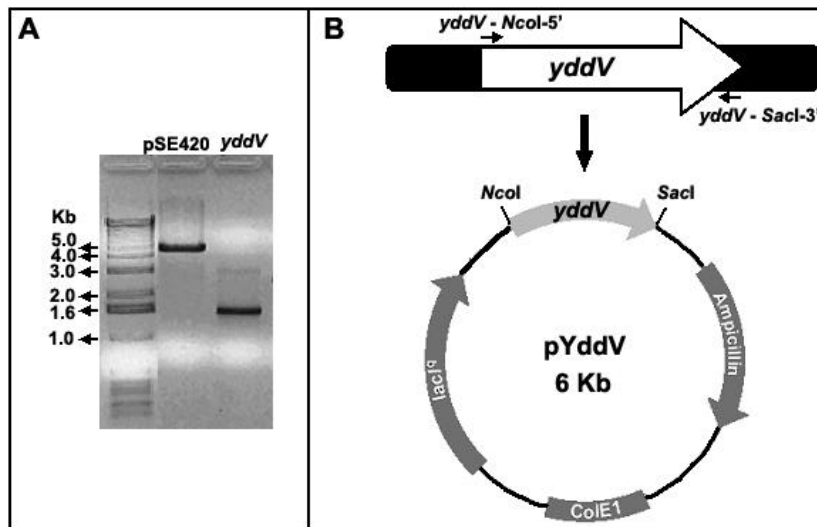 A
pSE420 yddV
Kb
5.0
4.0
3.0
2.0
1.6
1.0
B
yddV - NcoI-5'
yddV
yddV - SacI-3'
NcoI
yddV
SacI
Ampicillin
lacIq
pYddV
6 Kb
ColE1